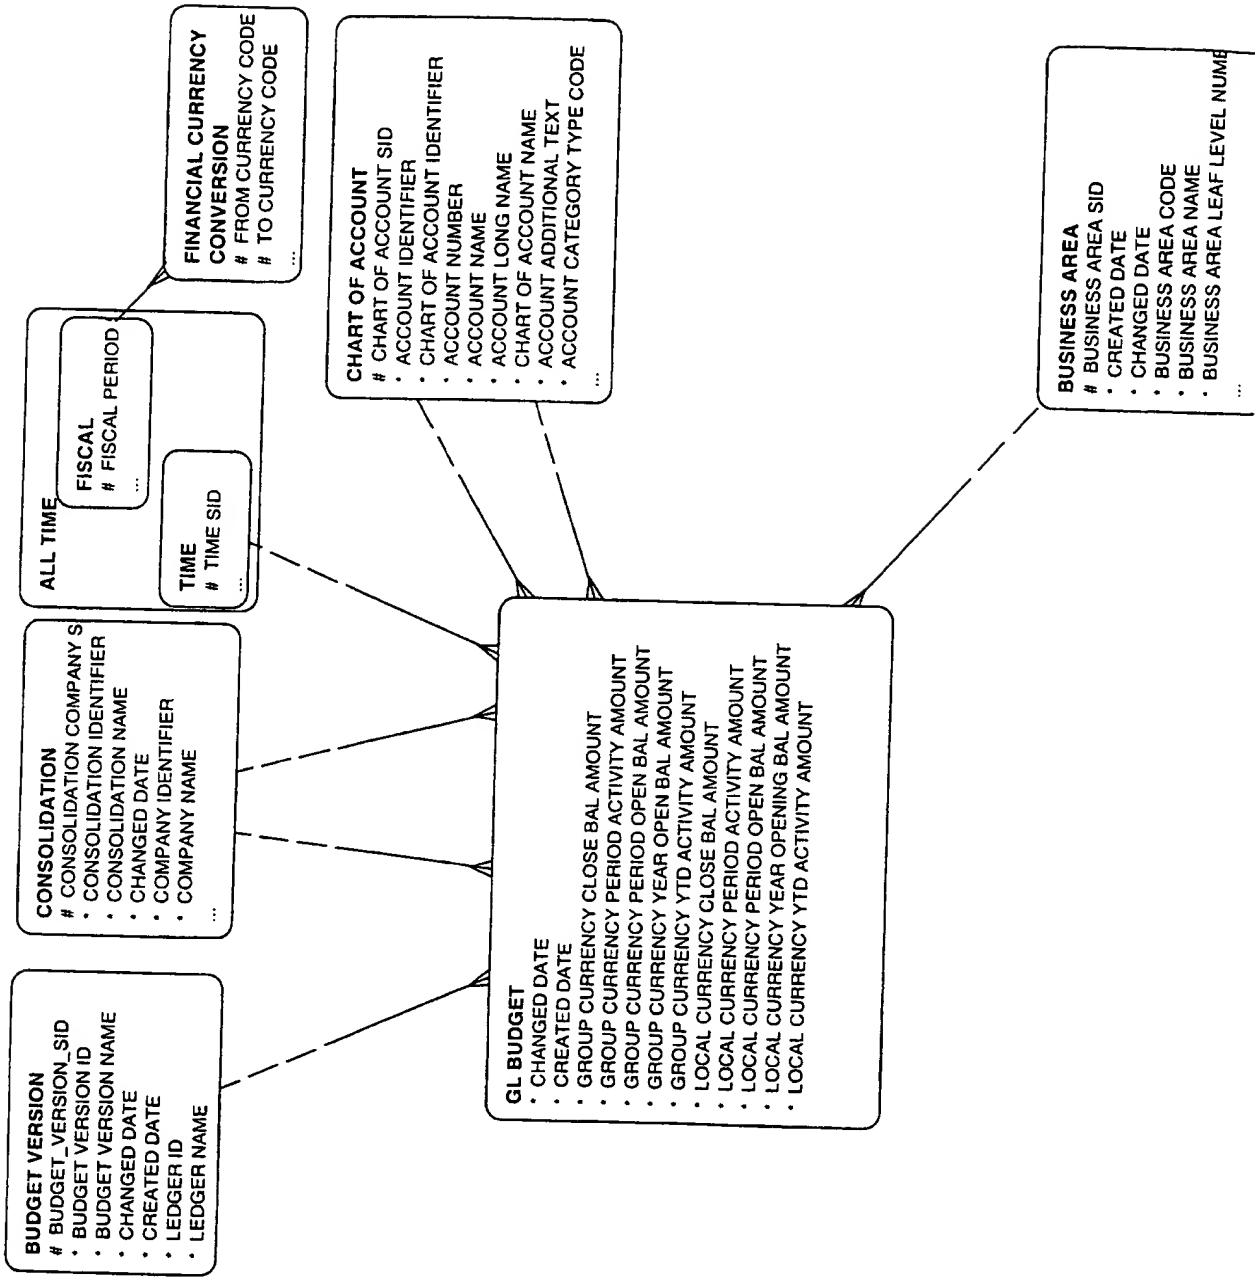 BUDGET VERSION
# BUDGET_VERSION_SID
• BUDGET VERSION ID
• BUDGET VERSION NAME
• CHANGED DATE
• CREATED DATE
• LEDGER ID
• LEDGER NAME
CONSOLIDATION
# CONSOLIDATION COMPANY S
• CONSOLIDATION IDENTIFIER
• CONSOLIDATION NAME
• CHANGED DATE
• COMPANY IDENTIFIER
• COMPANY NAME
...
ALL TIME
FISCAL
# FISCAL PERIOD
...
TIME
# TIME SID
...
FINANCIAL CURRENCY
CONVERSION
# FROM CURRENCY CODE
# TO CURRENCY CODE
...
CHART OF ACCOUNT
# CHART OF ACCOUNT SID
• ACCOUNT IDENTIFIER
• CHART OF ACCOUNT IDENTIFIER
• ACCOUNT NUMBER
• ACCOUNT NAME
• ACCOUNT LONG NAME
• CHART OF ACCOUNT NAME
• ACCOUNT ADDITIONAL TEXT
• ACCOUNT CATEGORY TYPE CODE
...
GL BUDGET
• CHANGED DATE
• CREATED DATE
• GROUP CURRENCY CLOSE BAL AMOUNT
• GROUP CURRENCY PERIOD ACTIVITY AMOUNT
• GROUP CURRENCY PERIOD OPEN BAL AMOUNT
• GROUP CURRENCY YEAR OPEN BAL AMOUNT
• GROUP CURRENCY YTD ACTIVITY AMOUNT
• LOCAL CURRENCY CLOSE BAL AMOUNT
• LOCAL CURRENCY PERIOD ACTIVITY AMOUNT
• LOCAL CURRENCY PERIOD OPEN BAL AMOUNT
• LOCAL CURRENCY YEAR OPENING BAL AMOUNT
• LOCAL CURRENCY YTD ACTIVITY AMOUNT
BUSINESS AREA
# BUSINESS AREA SID
• CREATED DATE
• CHANGED DATE
• BUSINESS AREA CODE
• BUSINESS AREA NAME
• BUSINESS AREA LEAF LEVEL NUMB
...